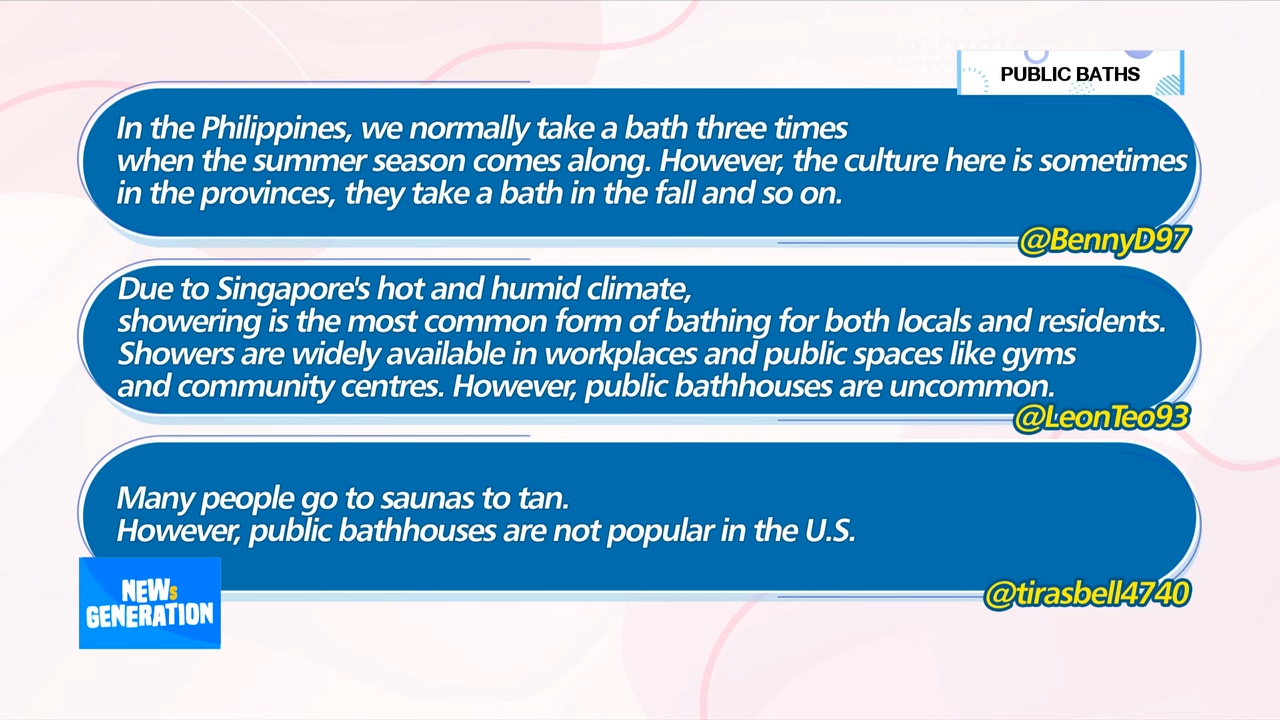 PUBLIC BATHS
In the Philippines, we normally take a bath three times
when the summer season comes along. However, the culture here is sometimes
in the provinces, they take a bath in the fall and so on.
@BennyD97
Due to Singapore's hot and humid climate,
showering is the most common form of bathing for both locals and residents.
Showers are widely available in workplaces and public spaces like gyms
and community centres. However, public bathhouses are uncommon.
@LeonTeo93
Many people go to saunas to tan.
However, public bathhouses are not popular in the U.S.
@tirasbell4740
NEWs
GENERATION